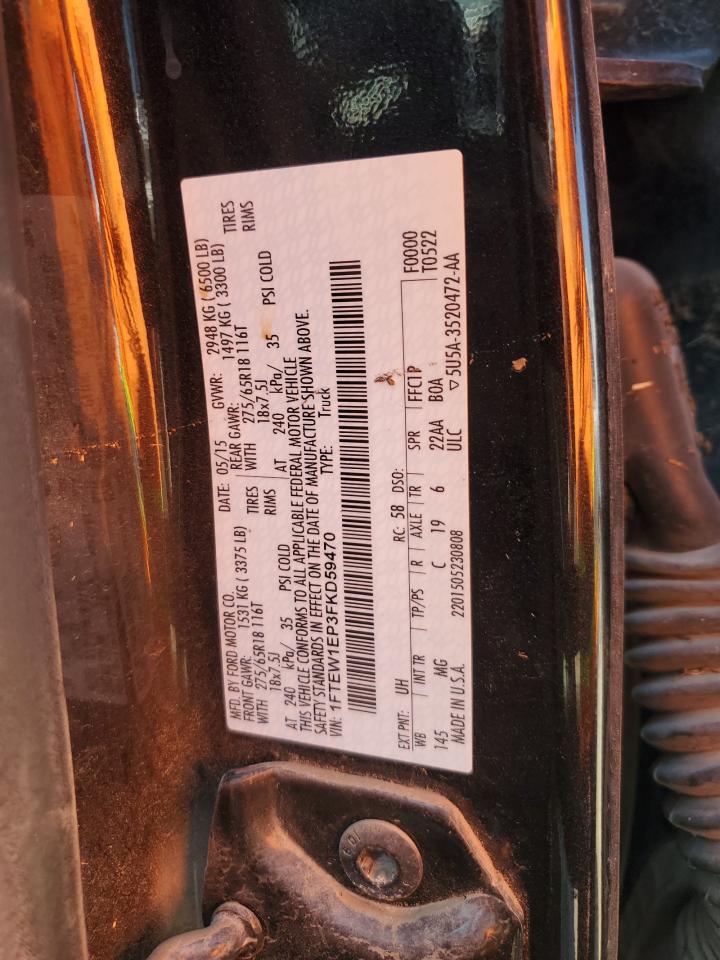 MFD. BY FORD MOTOR CO.
DATE: 05/15 GVWR: 2948 KG ( 6500 LB)
FRONT GAWR: 1531 KG ( 3375 LB) REAR GAWR: 1497 KG ( 3300 LB)
WITH 275/65R18 116T TIRES WITH 275/65R18 116T TIRES
18x7.5J RIMS 18x7.5J RIMS
AT 240 kPa/ 35 PSI COLD AT 240 kPa/ 35 PSI COLD
THIS VEHICLE CONFORMS TO ALL APPLICABLE FEDERAL MOTOR VEHICLE
SAFETY STANDARDS IN EFFECT ON THE DATE OF MANUFACTURE SHOWN ABOVE.
VIN: 1FTEW1EP3FKD59470 TYPE: Truck
EXT PNT: UH RC: 58 DSO: F0000
WB INT TR TP/PS R AXLE TR SPR FFC1P T0522
145 MG C 19 6 22AA BOA
MADE IN U.S.A. 2201505230808 ULC ▽5U5A-3520472-AA